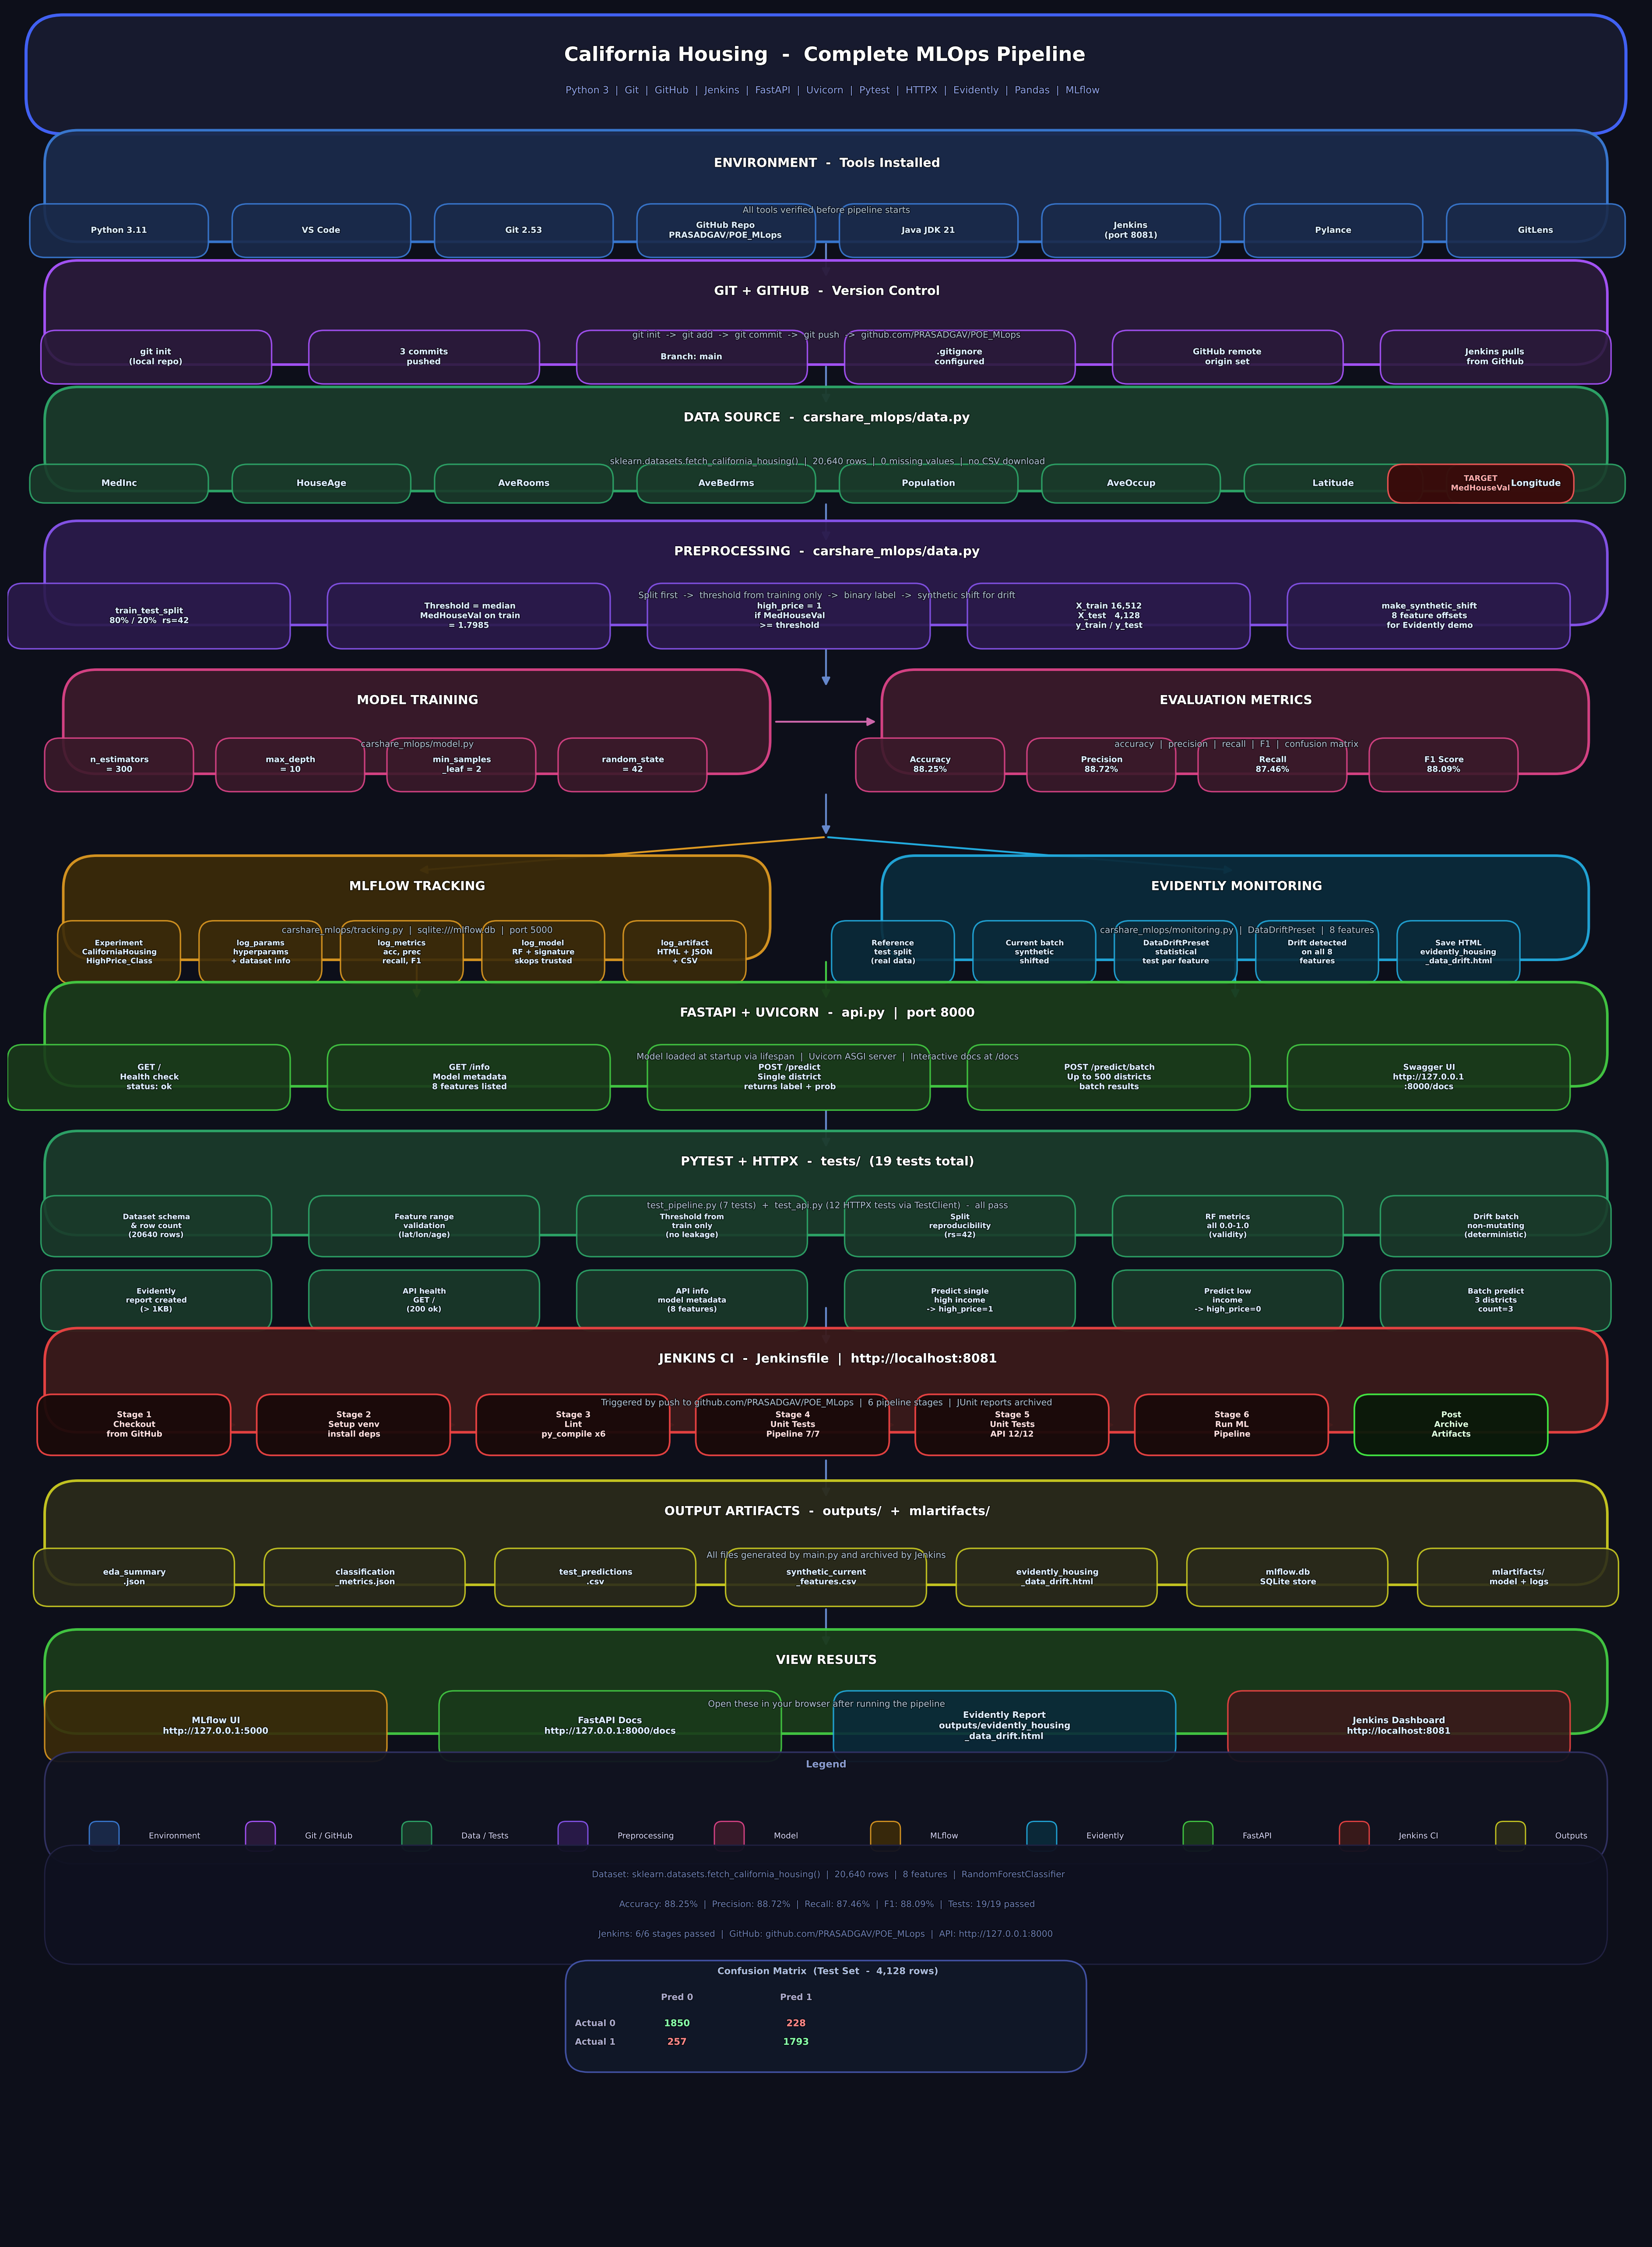 California Housing - Complete MLOps Pipeline
Python 3 | Git | GitHub | Jenkins | FastAPI | Uvicorn | Pytest | HTTPX | Evidently | Pandas | MLflow
ENVIRONMENT - Tools Installed
All tools verified before pipeline starts
Python 3.11
VS Code
Git 2.53
GitHub Repo
PRASADGAV/POE_MLops
Java JDK 21
Jenkins
(port 8081)
Pylance
GitLens
GIT + GITHUB - Version Control
git init -> git add -> git commit -> git push -> github.com/PRASADGAV/POE_MLops
git init
(local repo)
3 commits
pushed
Branch: main
.gitignore
configured
GitHub remote
origin set
Jenkins pulls
from GitHub
DATA SOURCE - carshare_mlops/data.py
sklearn.datasets.fetch_california_housing() | 20,640 rows | 0 missing values | no CSV download
MedInc
HouseAge
AveRooms
AveBedrms
Population
AveOccup
Latitude
TARGET
MedHouseVal
Longitude
PREPROCESSING - carshare_mlops/data.py
Split first -> threshold from training only -> binary label -> synthetic shift for drift
train_test_split
80% / 20% rs=42
Threshold = median
MedHouseVal on train
= 1.7985
high_price = 1
if MedHouseVal
>= threshold
X_train 16,512
X_test 4,128
y_train / y_test
make_synthetic_shift
8 feature offsets
for Evidently demo
MODEL TRAINING
carshare_mlops/model.py
n_estimators
= 300
max_depth
= 10
min_samples
_leaf = 2
random_state
= 42
EVALUATION METRICS
accuracy | precision | recall | F1 | confusion matrix
Accuracy
88.25%
Precision
88.72%
Recall
87.46%
F1 Score
88.09%
MLFLOW TRACKING
carshare_mlops/tracking.py | sqlite:///mlflow.db | port 5000
Experiment
CaliforniaHousing
HighPrice_Class
log_params
hyperparams
+ dataset info
log_metrics
acc, prec
recall, F1
log_model
RF + signature
skops trusted
log_artifact
HTML + JSON
+ CSV
EVIDENTLY MONITORING
carshare_mlops/monitoring.py | DataDriftPreset | 8 features
Reference
test split
(real data)
Current batch
synthetic
shifted
DataDriftPreset
statistical
test per feature
Drift detected
on all 8
features
Save HTML
evidently_housing
_data_drift.html
FASTAPI + UVICORN - api.py | port 8000
Model loaded at startup via lifespan | Uvicorn ASGI server | Interactive docs at /docs
GET /
Health check
status: ok
GET /info
Model metadata
8 features listed
POST /predict
Single district
returns label + prob
POST /predict/batch
Up to 500 districts
batch results
Swagger UI
http://127.0.0.1
:8000/docs
PYTEST + HTTPX - tests/ (19 tests total)
test_pipeline.py (7 tests) + test_api.py (12 HTTPX tests via TestClient) - all pass
Dataset schema
& row count
(20640 rows)
Feature range
validation
(lat/lon/age)
Threshold from
train only
(no leakage)
Split
reproducibility
(rs=42)
RF metrics
all 0.0-1.0
(validity)
Drift batch
non-mutating
(deterministic)
Evidently
report created
(> 1KB)
API health
GET /
(200 ok)
API info
model metadata
(8 features)
Predict single
high income
-> high_price=1
Predict low
income
-> high_price=0
Batch predict
3 districts
count=3
JENKINS CI - Jenkinsfile | http://localhost:8081
Triggered by push to github.com/PRASADGAV/POE_MLops | 6 pipeline stages | JUnit reports archived
Stage 1
Checkout
from GitHub
Stage 2
Setup venv
install deps
Stage 3
Lint
py_compile x6
Stage 4
Unit Tests
Pipeline 7/7
Stage 5
Unit Tests
API 12/12
Stage 6
Run ML
Pipeline
Post
Archive
Artifacts
OUTPUT ARTIFACTS - outputs/ + mlartifacts/
All files generated by main.py and archived by Jenkins
eda_summary
.json
classification
_metrics.json
test_predictions
.csv
synthetic_current
_features.csv
evidently_housing
_data_drift.html
mlflow.db
SQLite store
mlartifacts/
model + logs
VIEW RESULTS
Open these in your browser after running the pipeline
MLflow UI
http://127.0.0.1:5000
FastAPI Docs
http://127.0.0.1:8000/docs
Evidently Report
outputs/evidently_housing
_data_drift.html
Jenkins Dashboard
http://localhost:8081
Legend
Environment
Git / GitHub
Data / Tests
Preprocessing
Model
MLflow
Evidently
FastAPI
Jenkins CI
Outputs
Dataset: sklearn.datasets.fetch_california_housing() | 20,640 rows | 8 features | RandomForestClassifier
Accuracy: 88.25% | Precision: 88.72% | Recall: 87.46% | F1: 88.09% | Tests: 19/19 passed
Jenkins: 6/6 stages passed | GitHub: github.com/PRASADGAV/POE_MLops | API: http://127.0.0.1:8000
Confusion Matrix (Test Set - 4,128 rows)
Pred 0 Pred 1
Actual 0 1850 228
Actual 1 257 1793